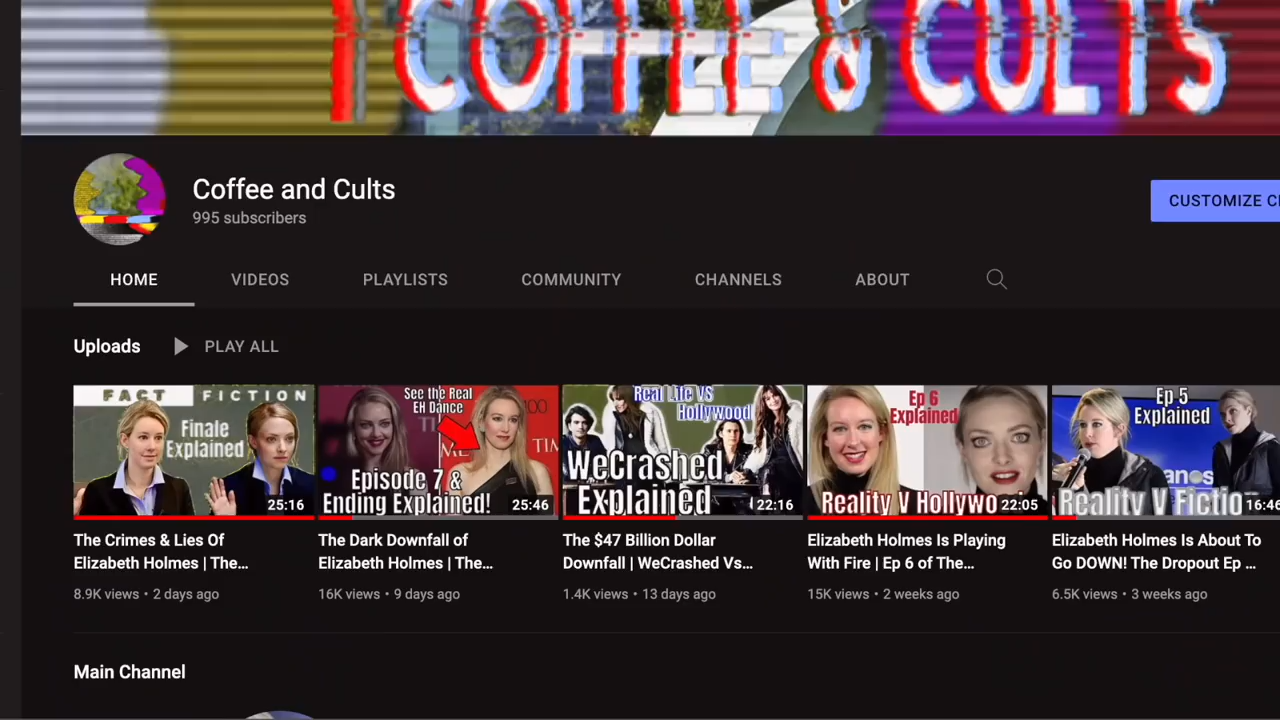 COFFEE & CULTS
Coffee and Cults
995 subscribers
CUSTOMIZE
HOME VIDEOS PLAYLISTS COMMUNITY CHANNELS ABOUT
Uploads PLAY ALL
FACT FICTION
Finale
Explained
25:16
See the Real
EH Dance
TIM
Episode 7 &
Ending Explained!
25:46
Real Life VS
Hollywood
WeCrashed
Explained
22:16
Ep 6
Explained
Reality V Hollywo
22:05
Ep 5
Explained
anos
Reality V Fictio
16:46
The Crimes & Lies Of
Elizabeth Holmes | The...
8.9K views • 2 days ago
The Dark Downfall of
Elizabeth Holmes | The...
16K views • 9 days ago
The $47 Billion Dollar
Downfall | WeCrashed Vs...
1.4K views • 13 days ago
Elizabeth Holmes Is Playing
With Fire | Ep 6 of The...
15K views • 2 weeks ago
Elizabeth Holmes Is About To
Go DOWN! The Dropout Ep ...
6.5K views • 3 weeks ago
Main Channel